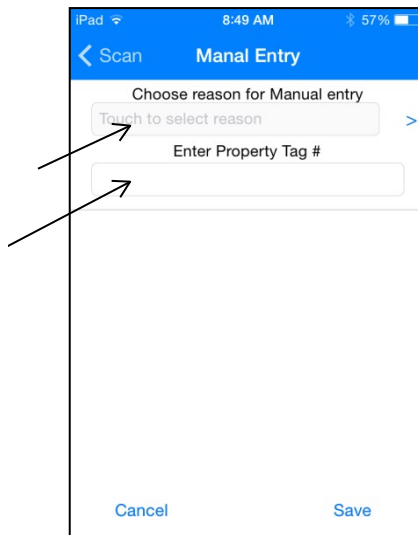 iPad 8:49 AM 57%
Scan Manal Entry
Choose reason for Manual entry
Touch to select reason >
Enter Property Tag #
Cancel Save